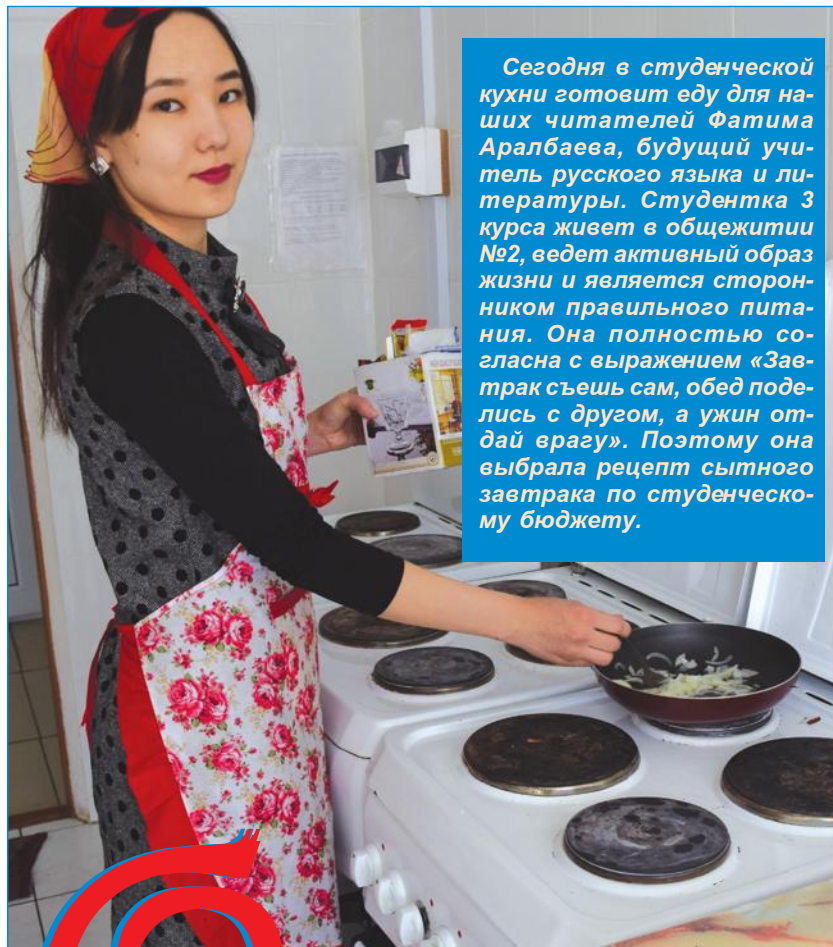 Сегодня в студенческой
кухни готовит еду для на-
ших читателей Фатима
Аралбаева, будущий учи-
тель русского языка и ли-
тературы. Студентка 3
курса живет в общежитии
№2, ведет активный образ
жизни и является сторон-
ником правильного пита-
ния. Она полностью со-
гласна с выражением «Зав-
трак съешь сам, обед поде-
лись с другом, а ужин от-
дай врагу». Поэтому она
выбрала рецепт сытного
завтрака по студенческо-
му бюджету.